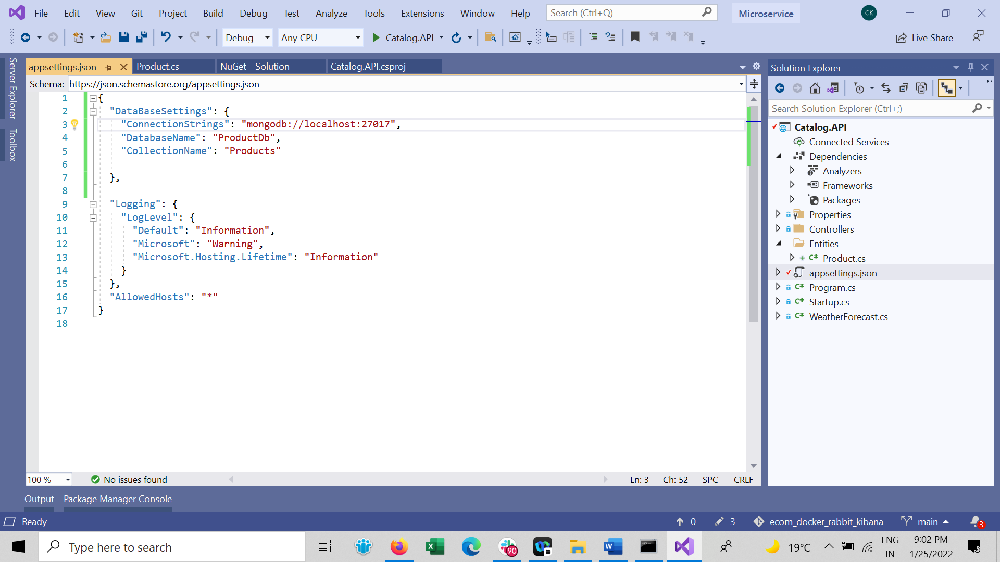 File Edit View Git Project Build Debug Test Analyze Tools Extensions Window Help Search (Ctrl+Q) Microservice CK
Debug Any CPU Catalog.API Live Share
Server Explorer
Toolbox
appsettings.json Product.cs NuGet - Solution Catalog.API.csproj
Schema: https://json.schemastore.org/appsettings.json
1 {
2 "DataBaseSettings": {
3 "ConnectionStrings": "mongodb://localhost:27017",
4 "DatabaseName": "ProductDb",
5 "CollectionName": "Products"
6
7 },
8
9 "Logging": {
10 "LogLevel": {
11 "Default": "Information",
12 "Microsoft": "Warning",
13 "Microsoft.Hosting.Lifetime": "Information"
14 }
15 },
16 "AllowedHosts": "*"
17 }
18
100 % No issues found Ln: 3 Ch: 52 SPC CRLF
Solution Explorer
Search Solution Explorer (Ctrl+;)
Catalog.API
Connected Services
Dependencies
Analyzers
Frameworks
Packages
Properties
Controllers
Entities
C# Product.cs
appsettings.json
C# Program.cs
C# Startup.cs
C# WeatherForecast.cs
Output Package Manager Console
Ready 0 3 ecom_docker_rabbit_kibana main 3
Type here to search 90 19°C ENG IN 9:02 PM 1/25/2022